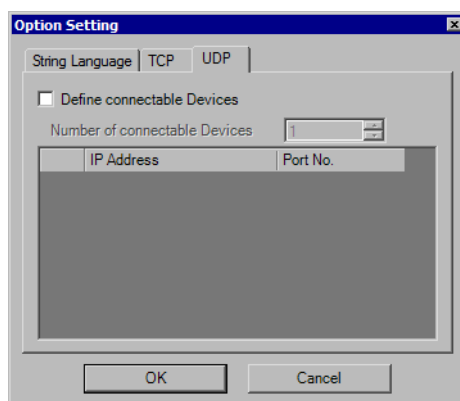 Option Setting
String Language TCP UDP
Define connectable Devices
Number of connectable Devices 1
IP Address Port No.
OK Cancel